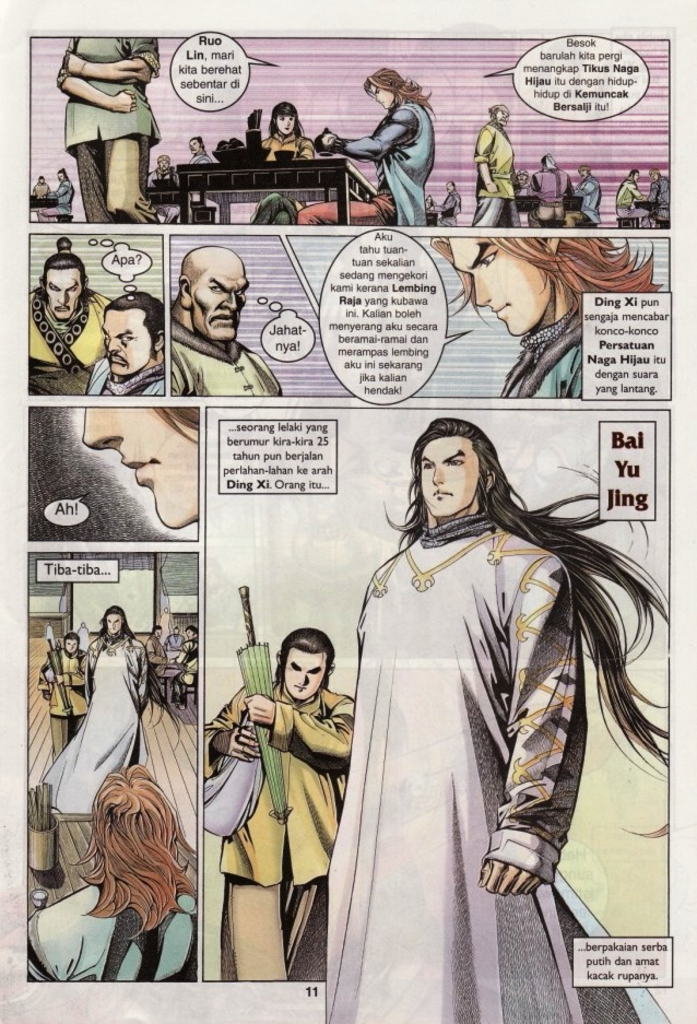 Ruo
Lin, mari
kita berehat
sebentar di
sini...
Besok
barulah kita pergi
menangkap Tikus Naga
Hijau itu dengan hidup-
hidup di Kemuncak
Bersalji itu!
Apa?
Jahat-
nya!
Aku
tahu tuan-
tuan sekalian
sedang mengekori
kami kerana Lembing
Raja yang kubawa
ini. Kalian boleh
menyerang aku secara
beramai-ramai dan
merampas lembing
aku ini sekarang
jika kalian
hendak!
Ding Xi pun
sengaja mencabar
konco-konco
Persatuan
Naga Hijau itu
dengan suara
yang lantang.
Ah!
Tiba-tiba...
...seorang lelaki yang
berumur kira-kira 25
tahun pun berjalan
perlahan-lahan ke arah
Ding Xi. Orang itu...
Bai
Yu
Jing
...berpakaian serba
putih dan amat
kacak rupanya.
11